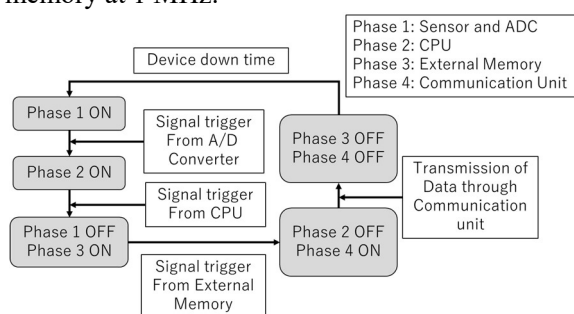 memory at 1 MHz.
Phase 1: Sensor and ADC
Phase 2: CPU
Phase 3: External Memory
Phase 4: Communication Unit
Device down time
Phase 1 ON
Signal trigger
From A/D
Converter
Phase 2 ON
Signal trigger
From CPU
Phase 1 OFF
Phase 3 ON
Signal trigger
From External
Memory
Phase 2 OFF
Phase 4 ON
Transmission of
Data through
Communication
unit
Phase 3 OFF
Phase 4 OFF